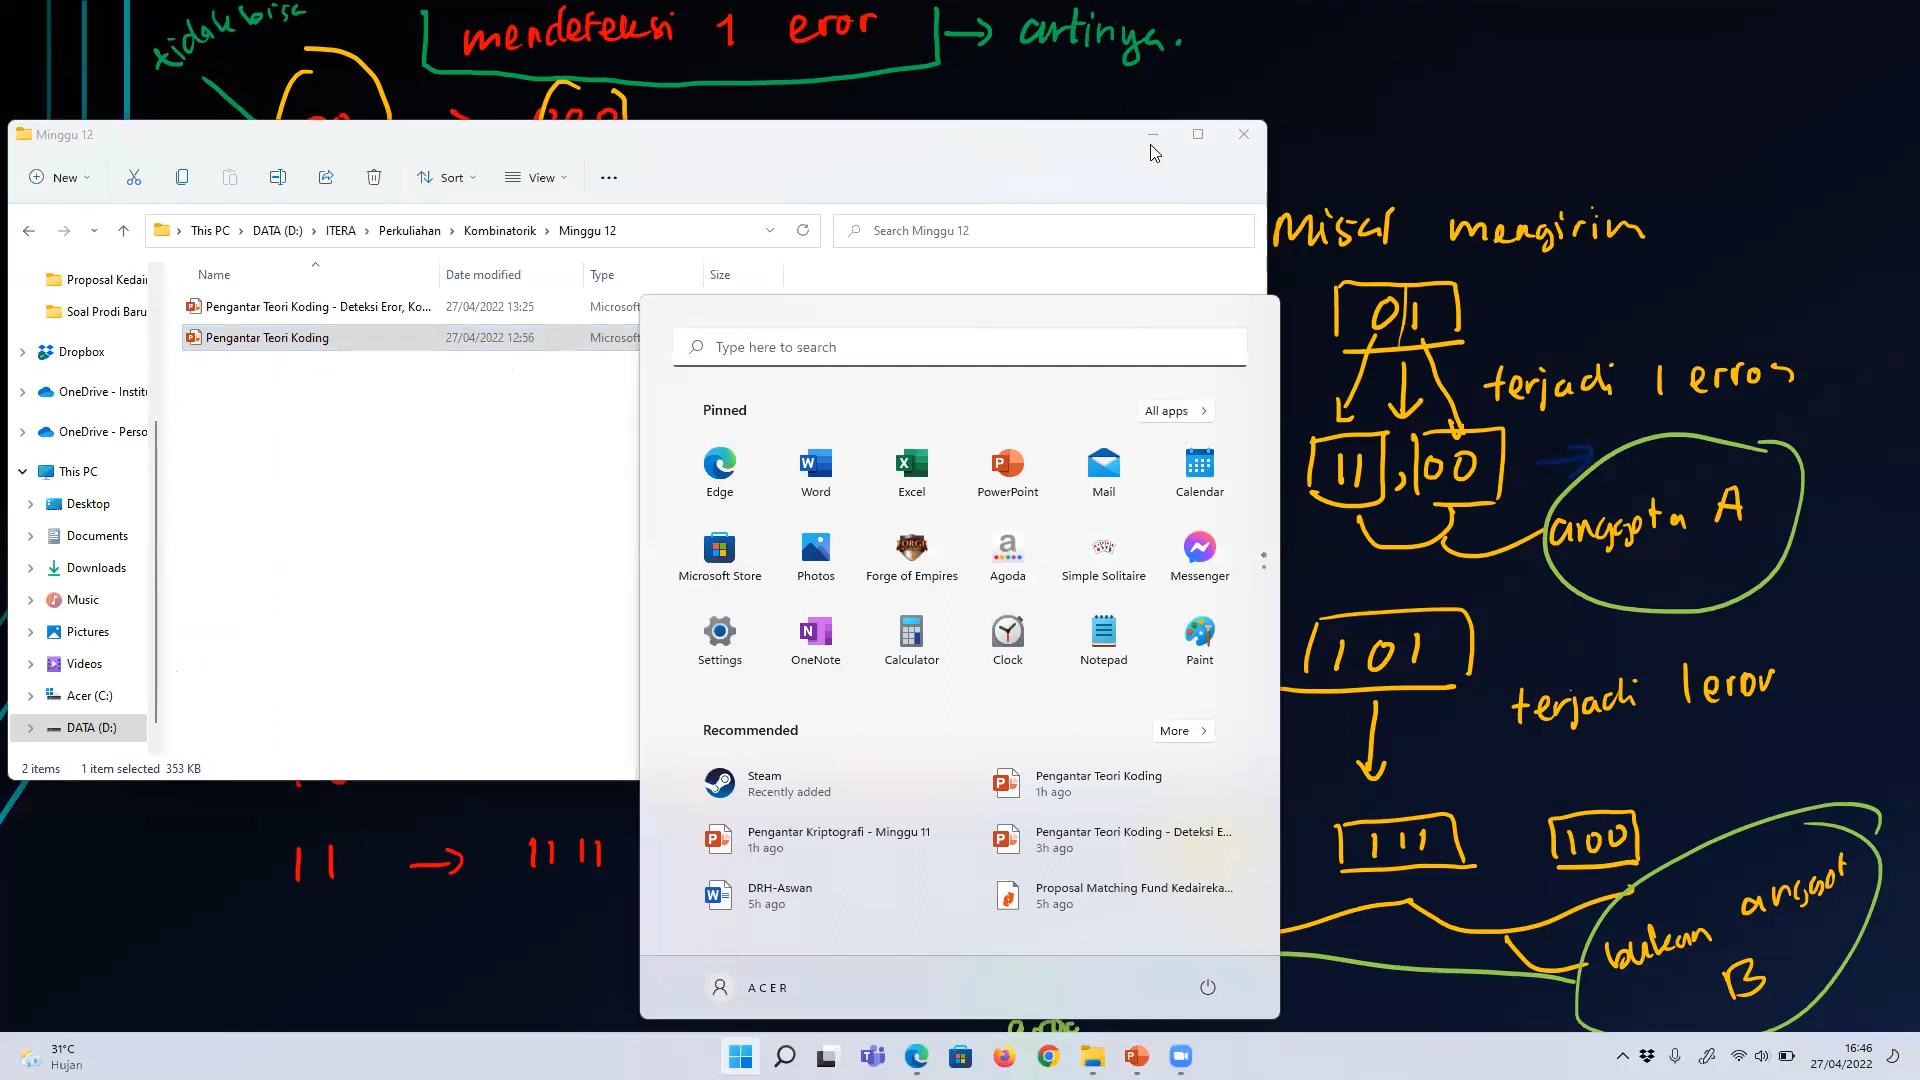 tidak bisa
mendeteksi 1 eror
artinya.
Minggu 12
New
Sort
View
This PC
DATA (D:)
ITERA
Perkuliahan
Kombinatorik
Minggu 12
Search Minggu 12
Name
Date modified
Type
Size
Pengantar Teori Koding - Deteksi Eror, Ko...
27/04/2022 13:25
Microsoft
Pengantar Teori Koding
27/04/2022 12:56
Microsoft
Proposal Kedair
Soal Prodi Baru
Dropbox
OneDrive - Instit
OneDrive - Perso
This PC
Desktop
Documents
Downloads
Music
Pictures
Videos
Acer (C:)
DATA (D:)
2 items
1 item selected 353 KB
Type here to search
Pinned
All apps
Edge
Word
Excel
PowerPoint
Mail
Calendar
Microsoft Store
Photos
Forge of Empires
Agoda
Simple Solitaire
Messenger
Settings
OneNote
Calculator
Clock
Notepad
Paint
Recommended
More
Steam
Recently added
Pengantar Teori Koding
1h ago
Pengantar Kriptografi - Minggu 11
1h ago
Pengantar Teori Koding - Deteksi E...
3h ago
DRH-Aswan
5h ago
Proposal Matching Fund Kedaireka...
5h ago
ACER
Misal mengirim
01
terjadi 1 error
11, 00
anggota A
101
terjadi 1 eror
111
100
bukan anggot
B
11 → 1111
31°C
Hujan
16:46
27/04/2022